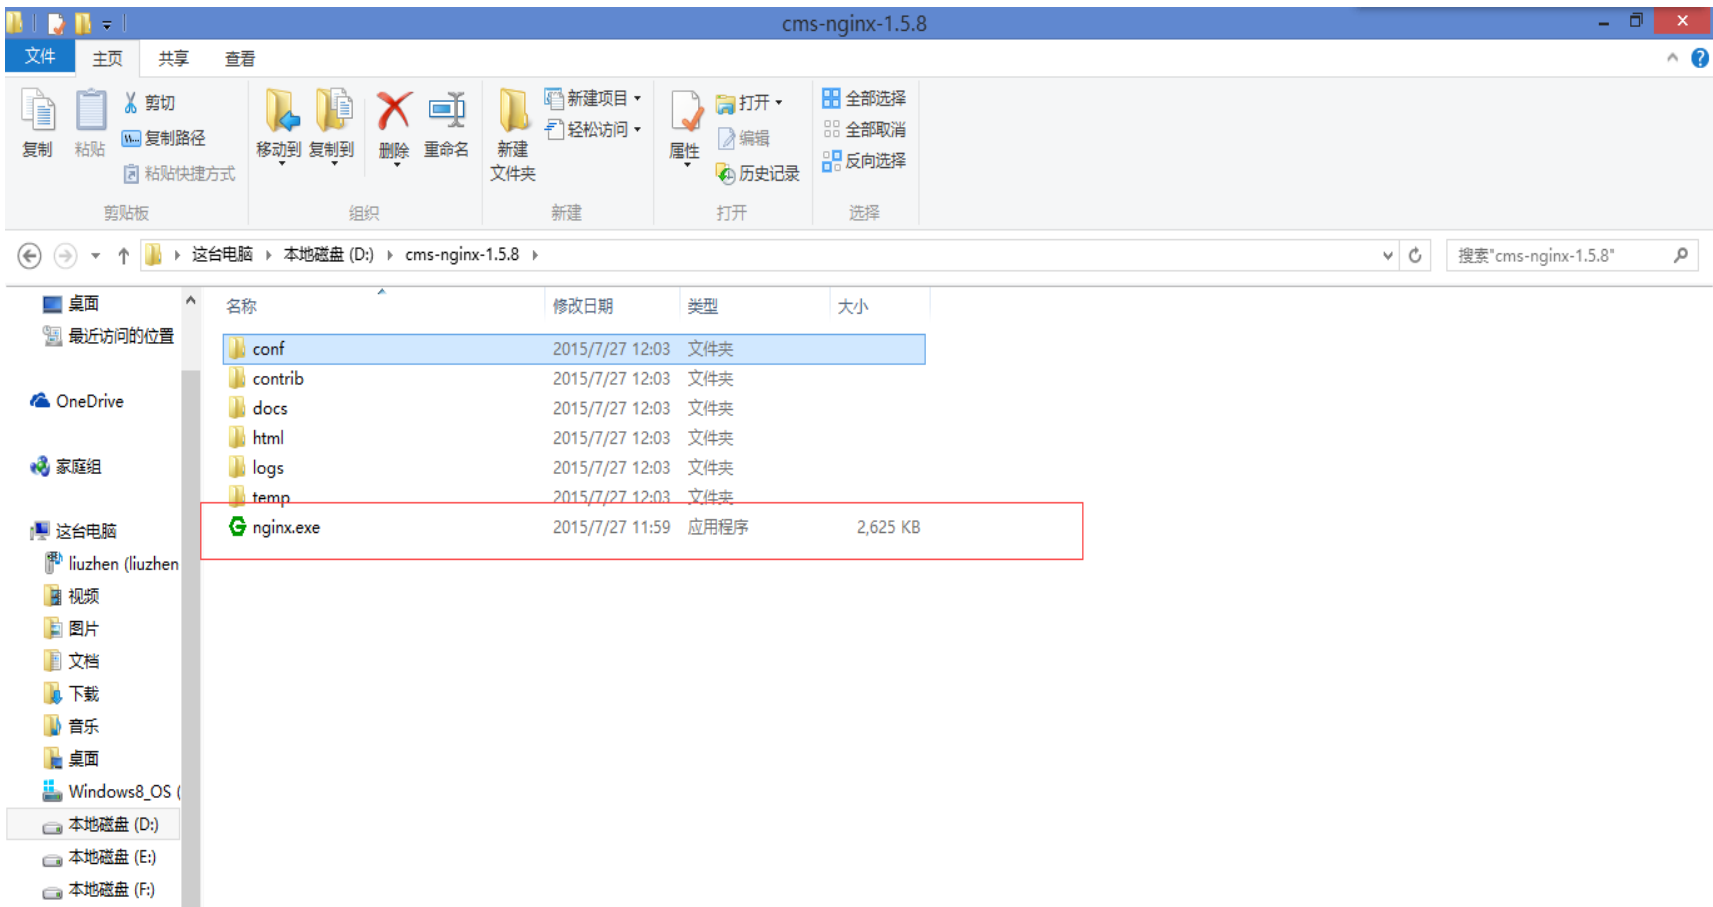 cms-nginx-1.5.8
文件 主页 共享 查看
复制 粘贴 剪切 复制路径 粘贴快捷方式
移动到 复制到 删除 重命名
新建文件夹 新建项目 轻松访问
属性 打开 编辑 历史记录
全部选择 全部取消 反向选择
剪贴板 组织 新建 打开 选择
这台电脑 本地磁盘 (D:) cms-nginx-1.5.8 搜索"cms-nginx-1.5.8"
桌面
最近访问的位置
OneDrive
家庭组
这台电脑
liuzhen (liuzhen
视频
图片
文档
下载
音乐
桌面
Windows8_OS (
本地磁盘 (D:)
本地磁盘 (E:)
本地磁盘 (F:)
名称 修改日期 类型 大小
conf 2015/7/27 12:03 文件夹
contrib 2015/7/27 12:03 文件夹
docs 2015/7/27 12:03 文件夹
html 2015/7/27 12:03 文件夹
logs 2015/7/27 12:03 文件夹
temp 2015/7/27 12:03 文件夹
nginx.exe 2015/7/27 11:59 应用程序 2,625 KB